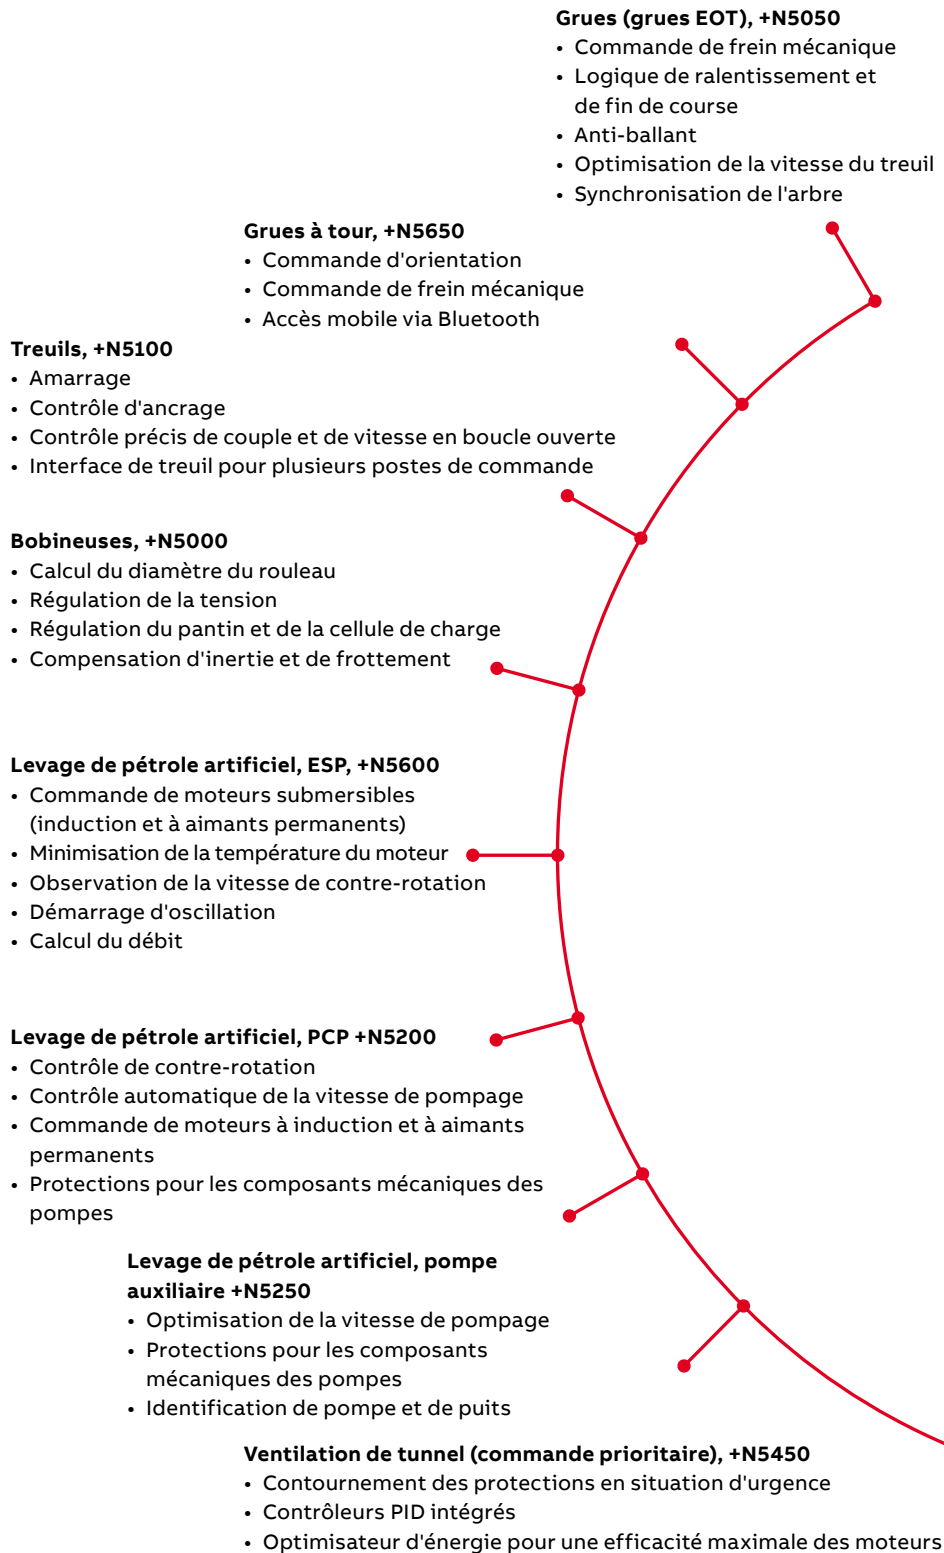 Grues (grues EOT), +N5050
• Commande de frein mécanique
• Logique de ralentissement et
de fin de course
• Anti-ballant
• Optimisation de la vitesse du treuil
• Synchronisation de l'arbre
Grues à tour, +N5650
• Commande d'orientation
• Commande de frein mécanique
• Accès mobile via Bluetooth
Treuils, +N5100
• Amarrage
• Contrôle d'ancrage
• Contrôle précis de couple et de vitesse en boucle ouverte
• Interface de treuil pour plusieurs postes de commande
Bobineuses, +N5000
• Calcul du diamètre du rouleau
• Régulation de la tension
• Régulation du pantin et de la cellule de charge
• Compensation d'inertie et de frottement
Levage de pétrole artificiel, ESP, +N5600
• Commande de moteurs submersibles
(induction et à aimants permanents)
• Minimisation de la température du moteur
• Observation de la vitesse de contre-rotation
• Démarrage d'oscillation
• Calcul du débit
Levage de pétrole artificiel, PCP +N5200
• Contrôle de contre-rotation
• Contrôle automatique de la vitesse de pompage
• Commande de moteurs à induction et à aimants
permanents
• Protections pour les composants mécaniques des
pompes
Levage de pétrole artificiel, pompe
auxiliaire +N5250
• Optimisation de la vitesse de pompage
• Protections pour les composants
mécaniques des pompes
• Identification de pompe et de puits
Ventilation de tunnel (commande prioritaire), +N5450
• Contournement des protections en situation d'urgence
• Contrôleurs PID intégrés
• Optimisateur d'énergie pour une efficacité maximale des moteurs